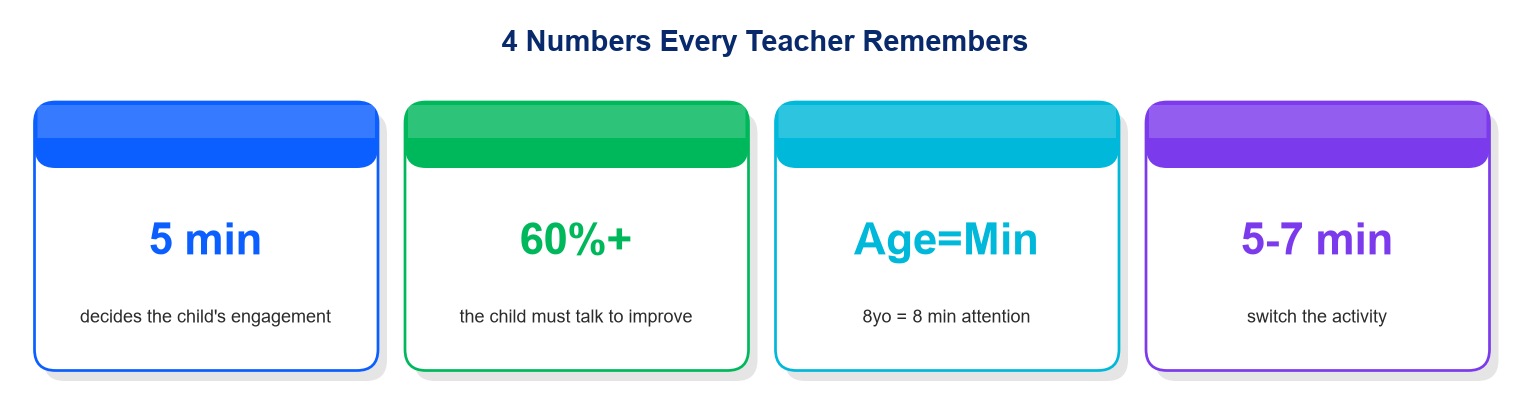 4 Numbers Every Teacher Remembers
5 min
decides the child's engagement
60%+
the child must talk to improve
Age=Min
8yo = 8 min attention
5-7 min
switch the activity